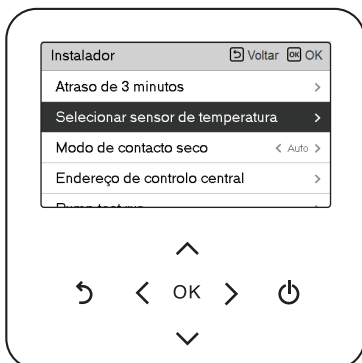 Instalador Voltar OK OK
Atraso de 3 minutos
Selecionar sensor de temperatura
Modo de contacto seco < Auto >
Endereço de controlo central
OK